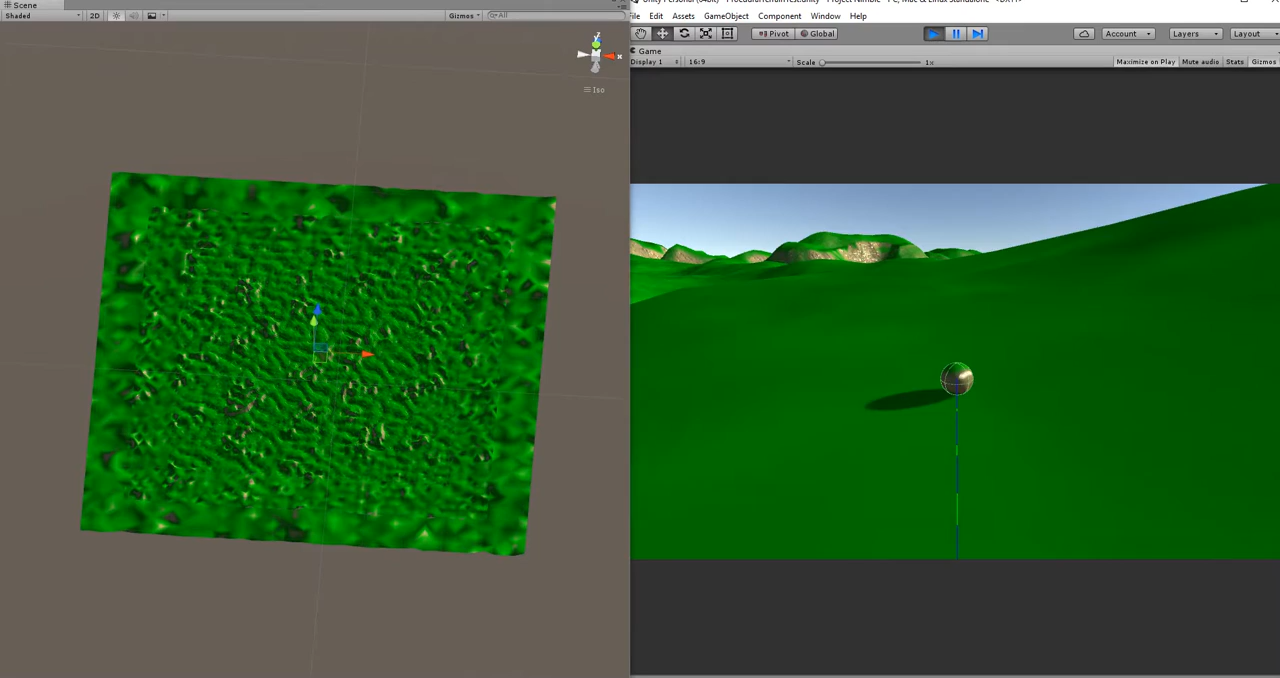 Scene
Shaded
2D
Gizmos
All
x
Iso
File Edit Assets GameObject Component Window Help
Pivot Global
Account Layers Layout
Game
Display 1 16:9 Scale 1x Maximize on Play Mute audio Stats Gizmos